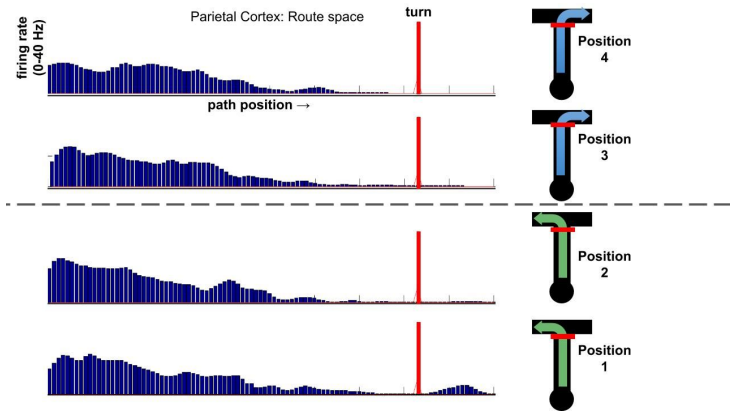 Parietal Cortex: Route space
turn
firing rate
(0-40 Hz)
Position
4
path position →
Position
3
Position
2
Position
1